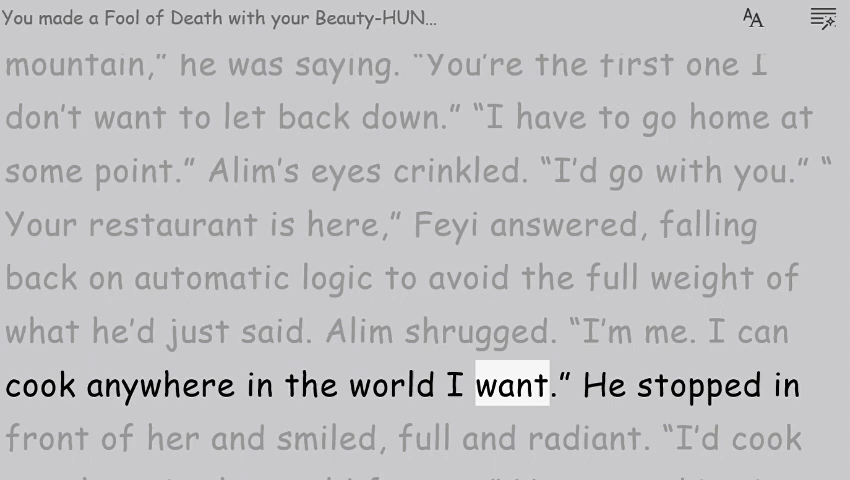 You made a Fool of Death with your Beauty-HUN...
mountain,” he was saying. “You’re the first one I
don’t want to let back down.” “I have to go home at
some point.” Alim’s eyes crinkled. “I’d go with you.” “
Your restaurant is here,” Feyi answered, falling
back on automatic logic to avoid the full weight of
what he’d just said. Alim shrugged. “I’m me. I can
cook anywhere in the world I want.” He stopped in
front of her and smiled, full and radiant. “I’d cook